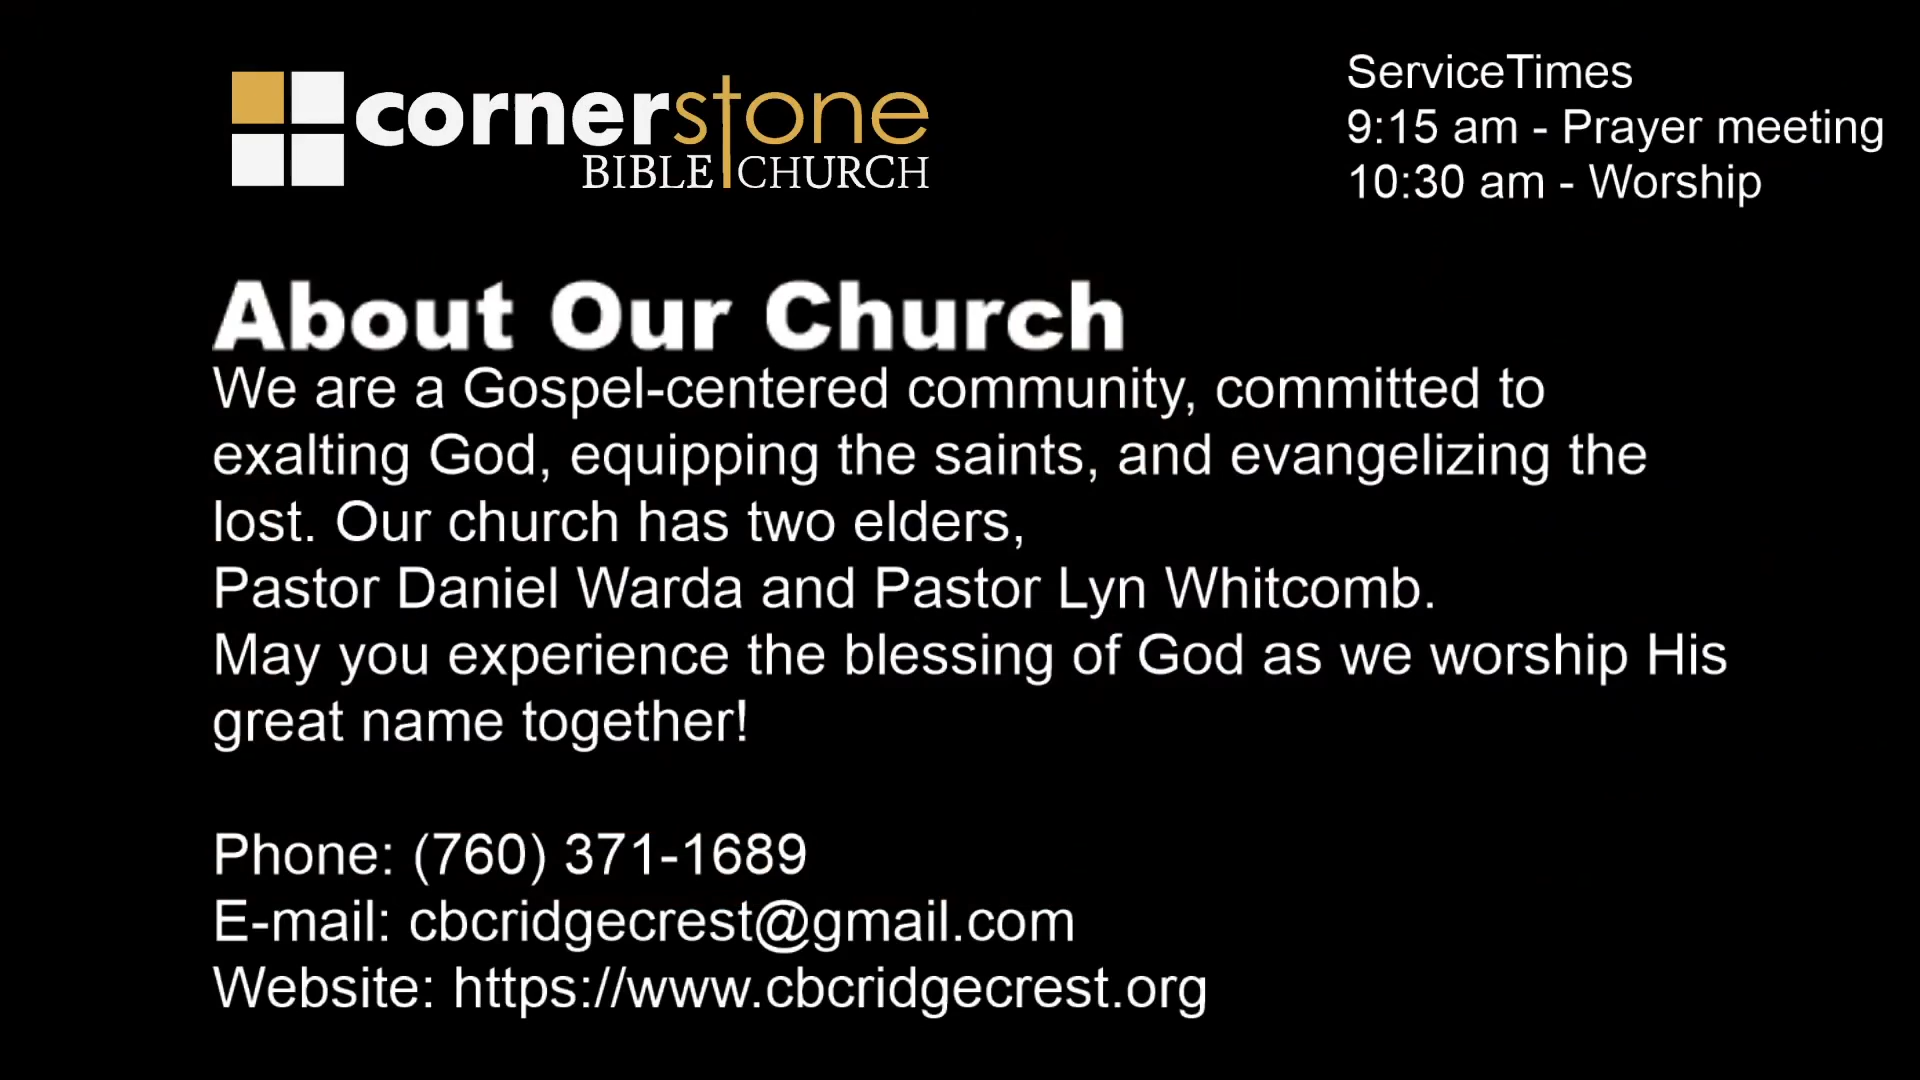 cornerstone
BIBLE CHURCH
ServiceTimes
9:15 am - Prayer meeting
10:30 am - Worship
About Our Church
We are a Gospel-centered community, committed to
exalting God, equipping the saints, and evangelizing the
lost. Our church has two elders,
Pastor Daniel Warda and Pastor Lyn Whitcomb.
May you experience the blessing of God as we worship His
great name together!
Phone: (760) 371-1689
E-mail: cbcridgecrest@gmail.com
Website: https://www.cbcridgecrest.org